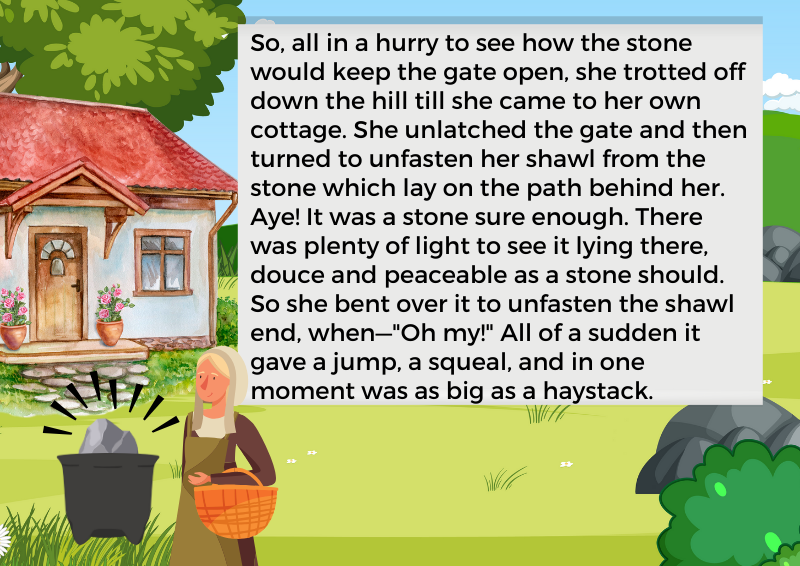 So, all in a hurry to see how the stone
would keep the gate open, she trotted off
down the hill till she came to her own
cottage. She unlatched the gate and then
turned to unfasten her shawl from the
stone which lay on the path behind her.
Aye! It was a stone sure enough. There
was plenty of light to see it lying there,
douce and peaceable as a stone should.
So she bent over it to unfasten the shawl
end, when—"Oh my!" All of a sudden it
gave a jump, a squeal, and in one
moment was as big as a haystack.